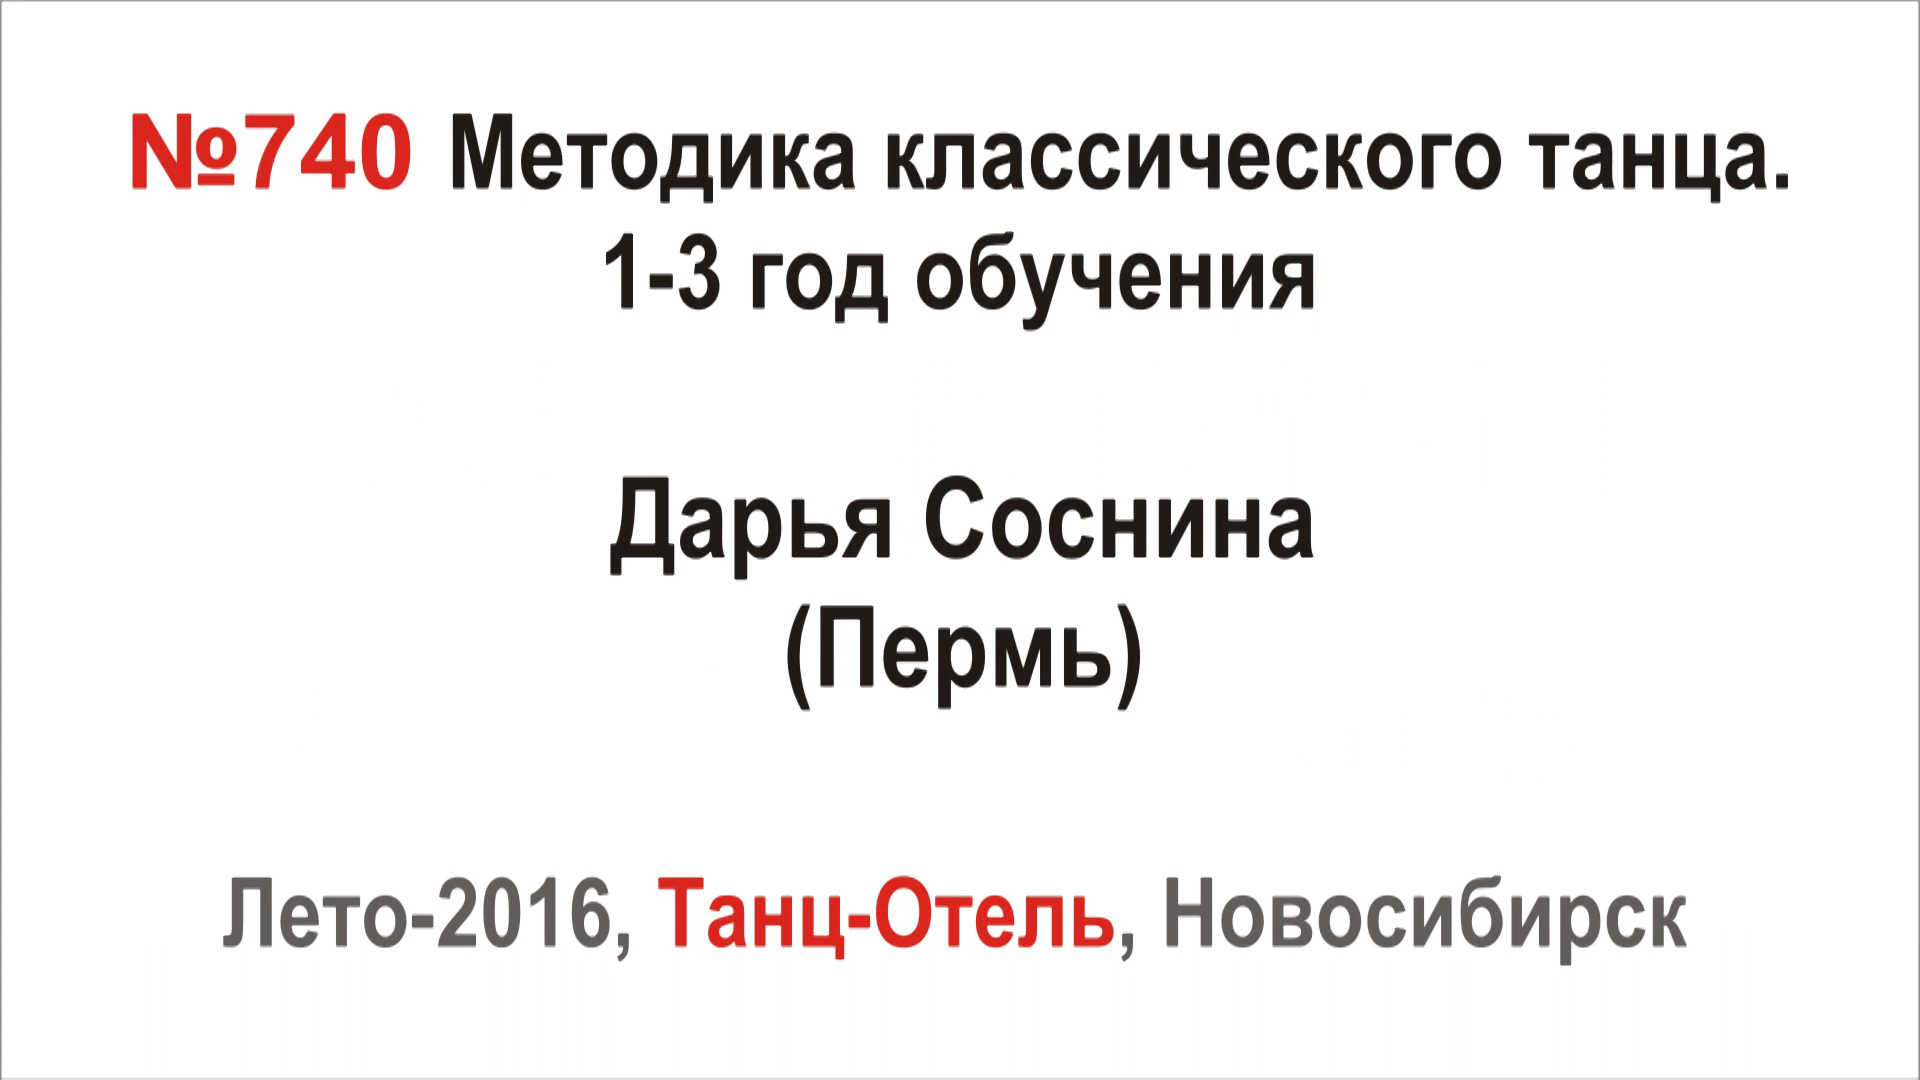 №740 Методика классического танца.
1-3 год обучения
Дарья Соснина
(Пермь)
Лето-2016, Танц-Отель, Новосибирск